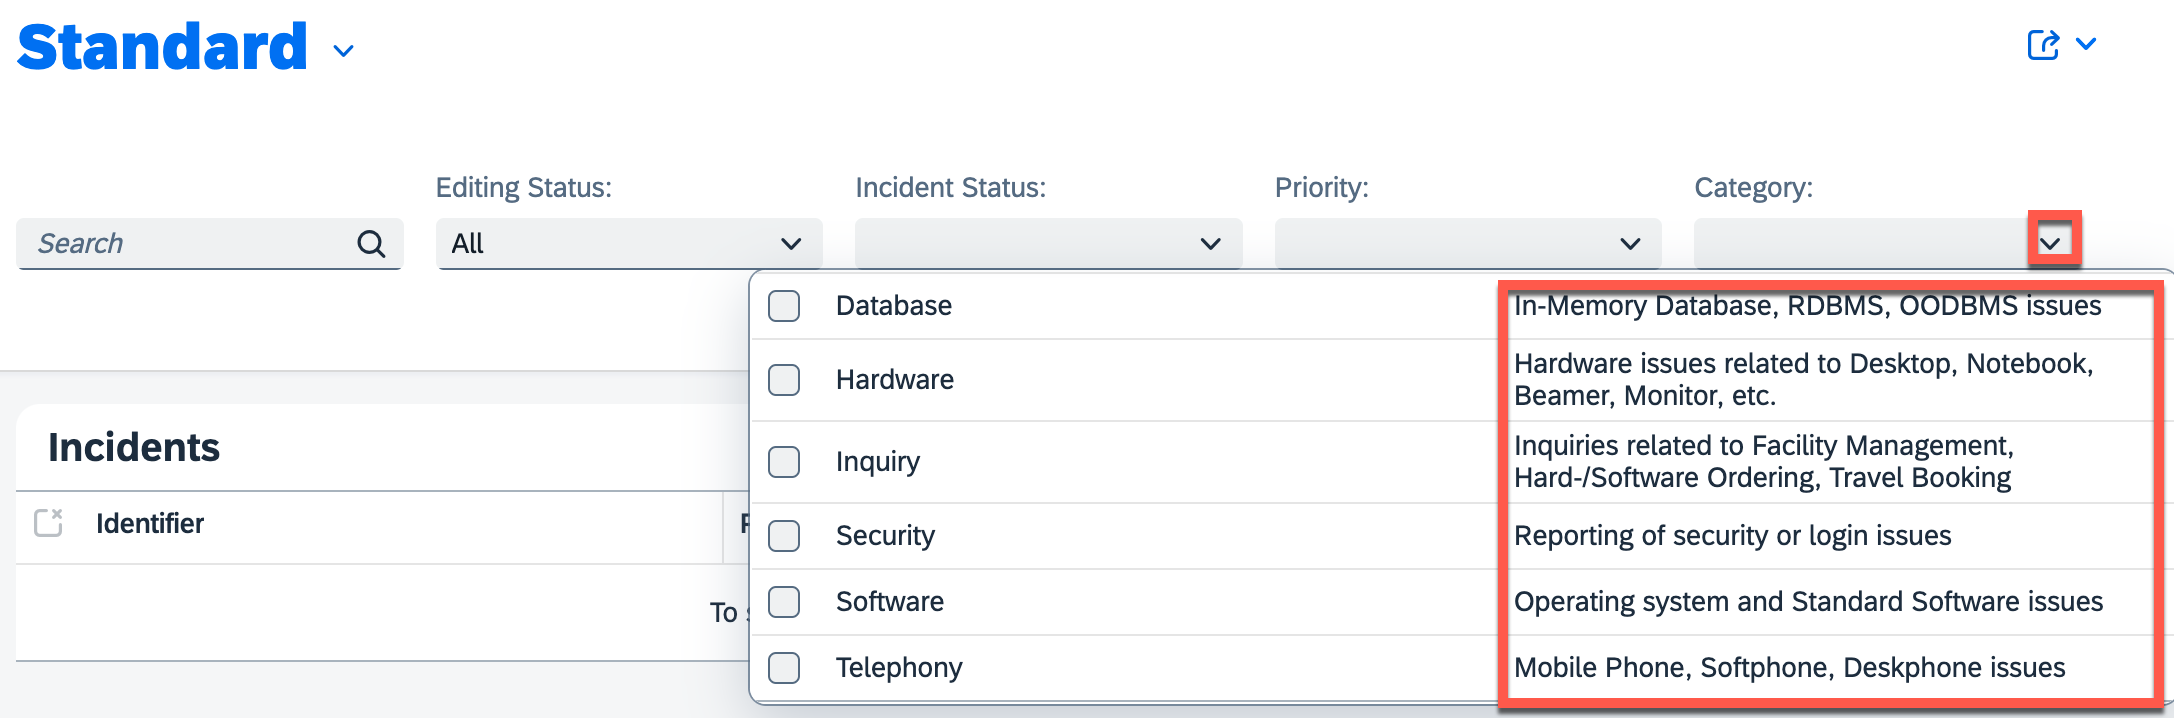 Standard
Editing Status:
Incident Status:
Priority:
Category:
Search
All
Database
In-Memory Database, RDBMS, OODBMS issues
Hardware
Hardware issues related to Desktop, Notebook,
Beamer, Monitor, etc.
Incidents
Inquiry
Inquiries related to Facility Management,
Hard-/Software Ordering, Travel Booking
Identifier
Security
Reporting of security or login issues
To
Software
Operating system and Standard Software issues
Telephony
Mobile Phone, Softphone, Deskphone issues